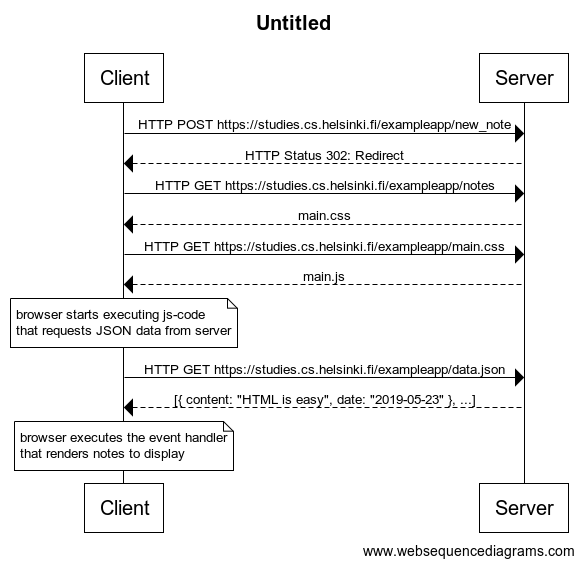 Untitled
Client Server
HTTP POST https://studies.cs.helsinki.fi/exampleapp/new_note
HTTP Status 302: Redirect
HTTP GET https://studies.cs.helsinki.fi/exampleapp/notes
main.css
HTTP GET https://studies.cs.helsinki.fi/exampleapp/main.css
main.js
browser starts executing js-code
that requests JSON data from server
HTTP GET https://studies.cs.helsinki.fi/exampleapp/data.json
[{ content: "HTML is easy", date: "2019-05-23" }, ...]
browser executes the event handler
that renders notes to display
Client Server
www.websequencediagrams.com